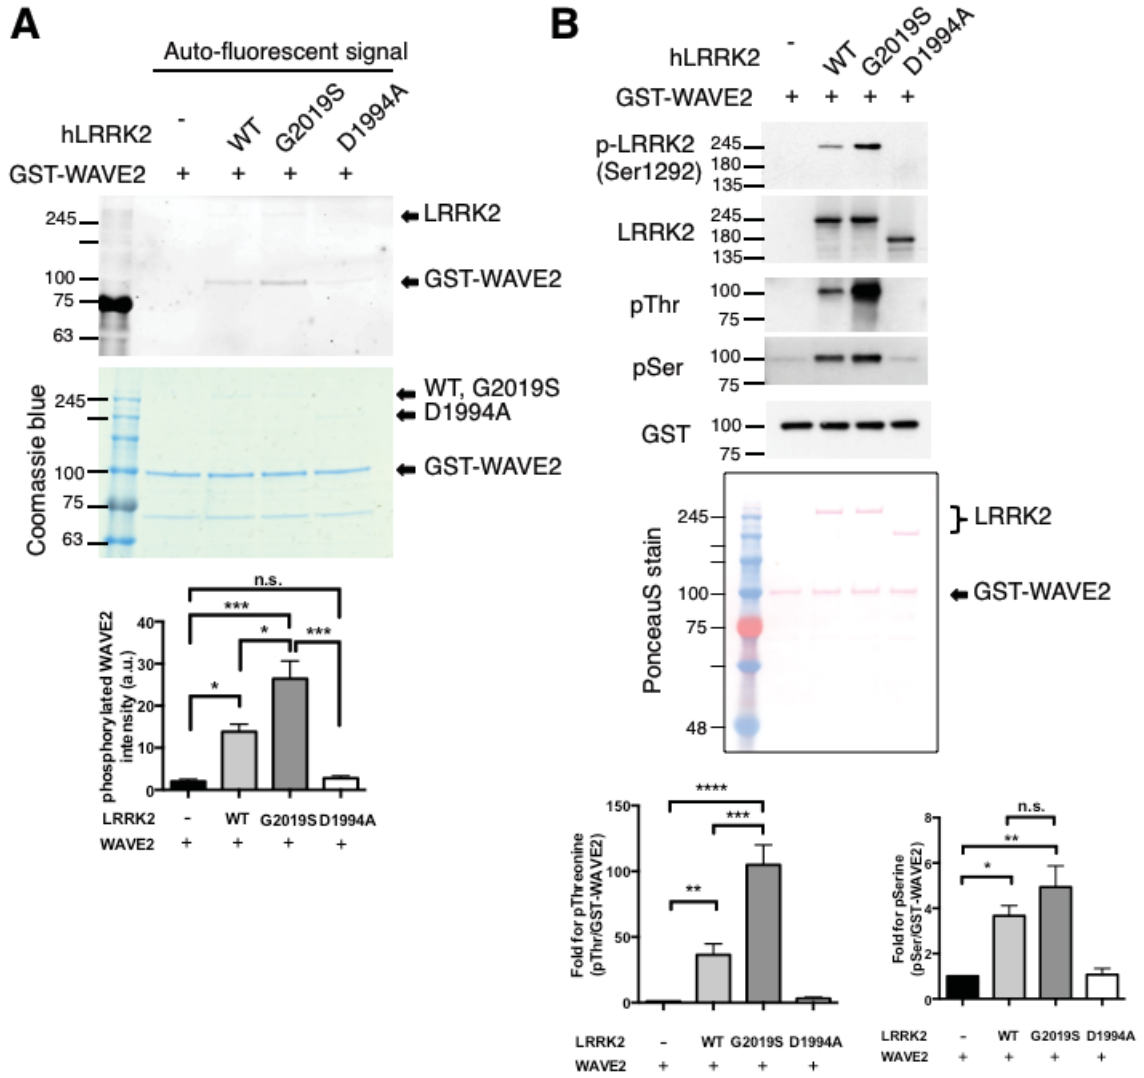 A
Auto-fluorescent signal
hLRRK2 - WT G2019S D1994A
GST-WAVE2 + + + +
245
100
75
63
LRRK2
GST-WAVE2
Coomassie blue
245
100
75
63
WT, G2019S
D1994A
GST-WAVE2
n.s.
***
* ***
*
phosphorylated WAVE2
intensity (a.u.)
40
30
20
10
0
LRRK2 - WT G2019S D1994A
WAVE2 + + + +
B
hLRRK2 - WT G2019S D1994A
GST-WAVE2 + + + +
p-LRRK2
(Ser1292)
245
180
135
LRRK2
245
180
135
pThr
100
75
pSer
100
75
GST
100
75
PonceauS stain
245
100
75
48
LRRK2
GST-WAVE2
****
***
**
Fold for pThreonine
(pThr/GST-WAVE2)
150
100
50
0
LRRK2 - WT G2019S D1994A
WAVE2 + + + +
n.s.
**
*
Fold for pSerine
(pSer/GST-WAVE2)
8
6
4
2
0
LRRK2 - WT G2019S D1994A
WAVE2 + + + +